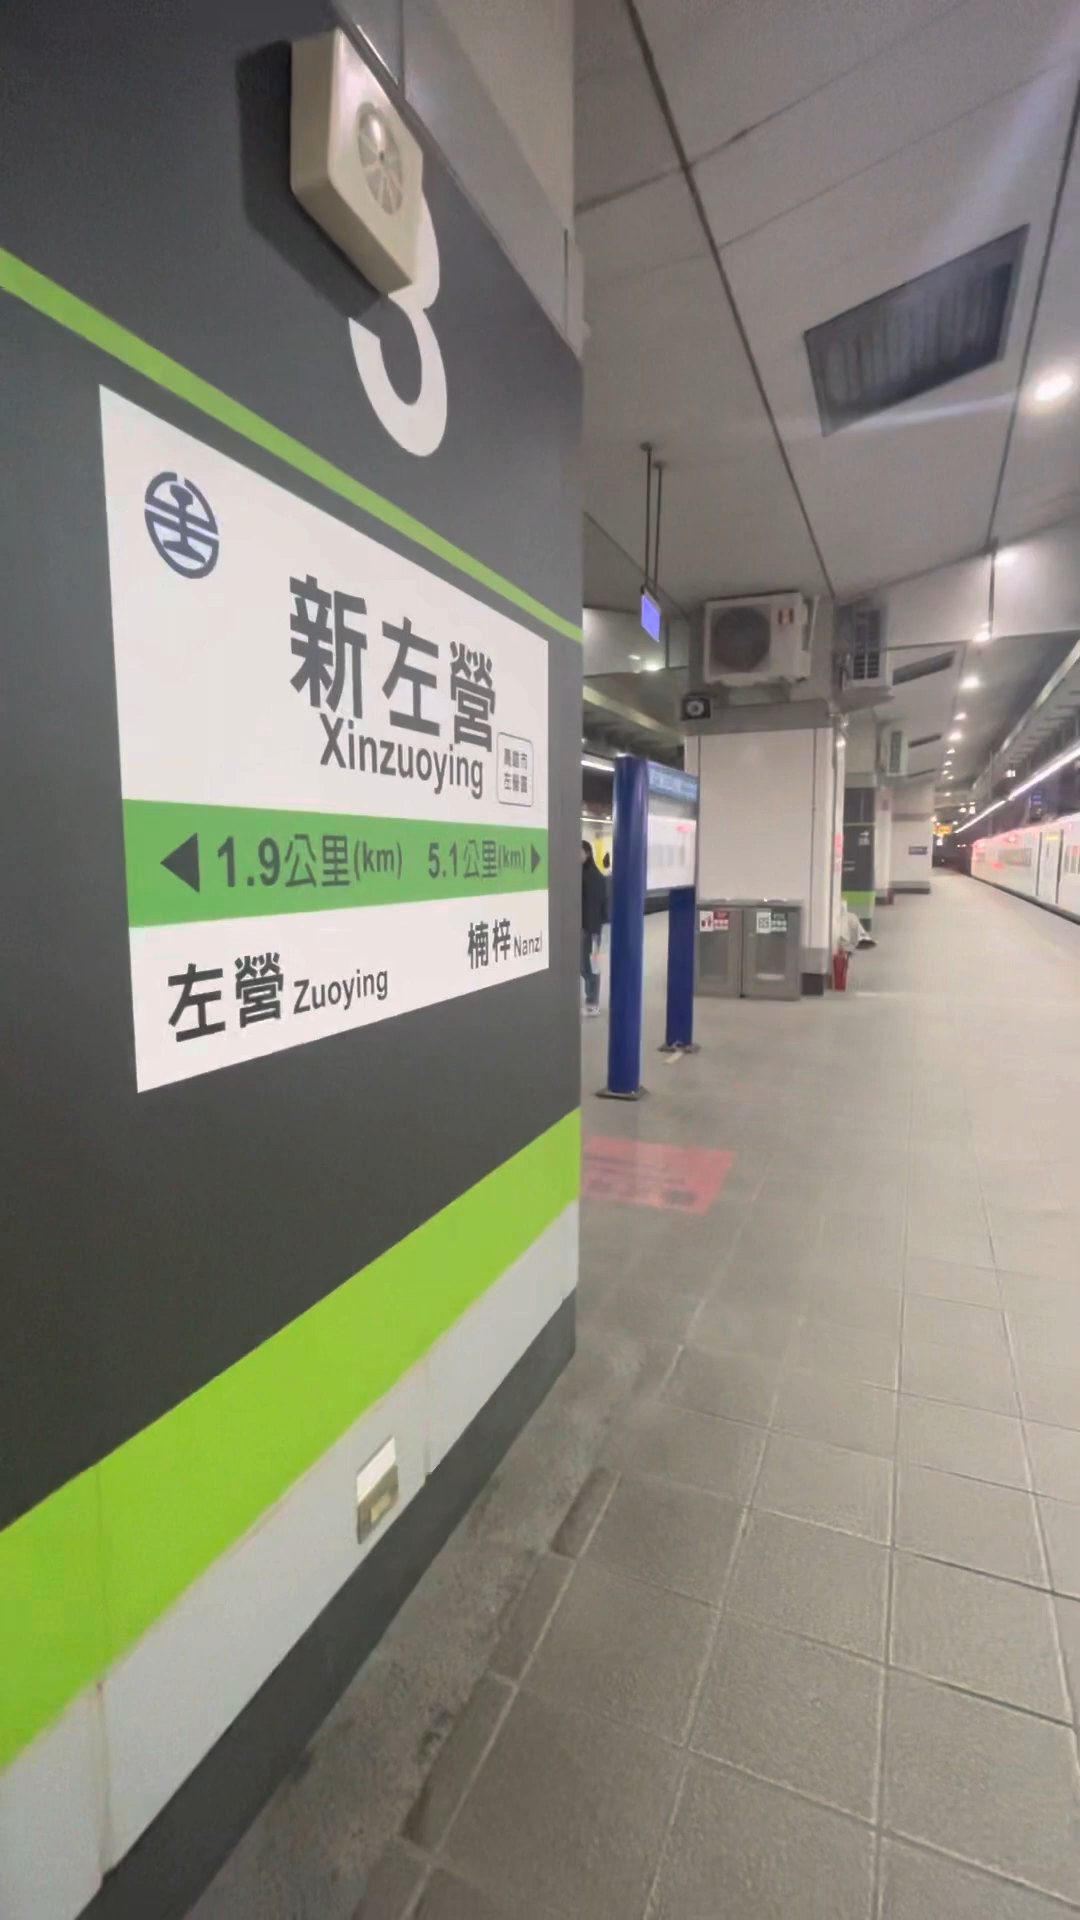 3
新左營
Xinzuoying
高雄市
左營區
1.9公里(km) 5.1公里(km)
左營 Zuoying
楠梓 Nanzi